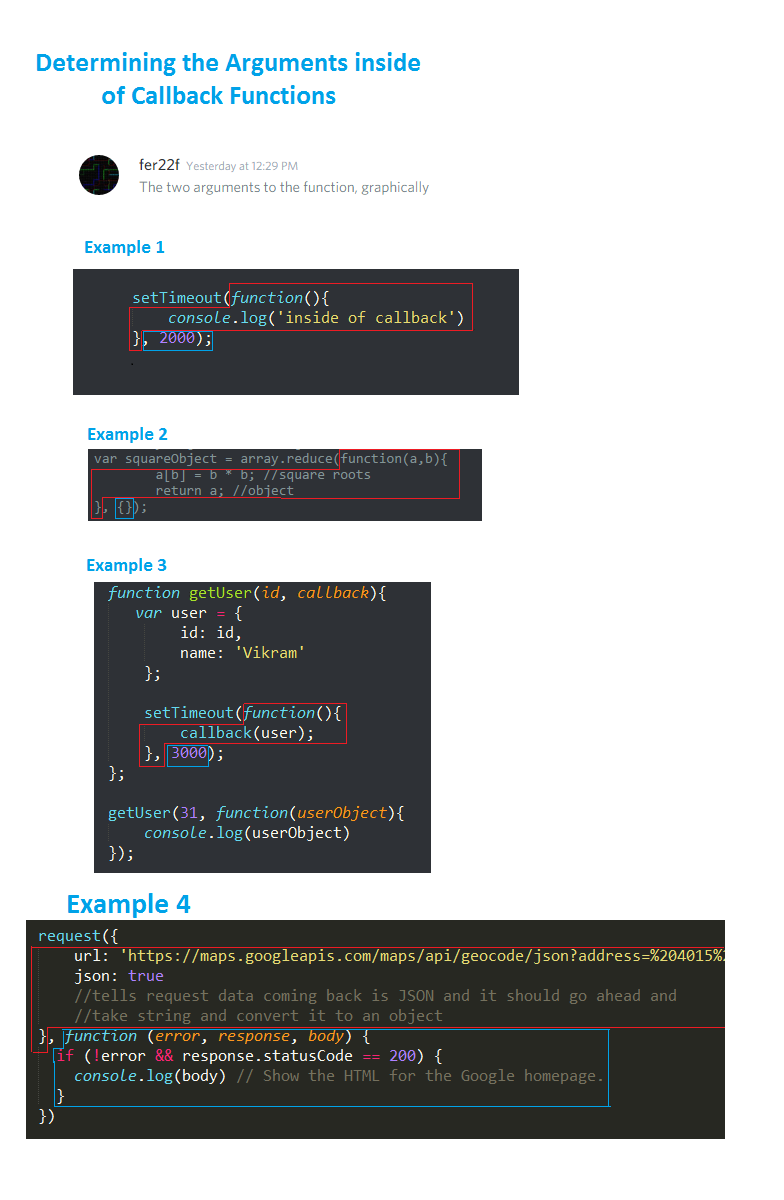 Determining the Arguments inside
of Callback Functions
fer22f Yesterday at 12:29 PM
The two arguments to the function, graphically
Example 1
setTimeout(function(){
console.log('inside of callback')
}, 2000);
Example 2
var squareObject = array.reduce(function(a,b){
a[b] = b * b; //square roots
return a; //object
}, {});
Example 3
function getUser(id, callback){
var user = {
id: id,
name: 'Vikram'
};
setTimeout(function(){
callback(user);
}, 3000);
};
getUser(31, function(userObject){
console.log(userObject)
});
Example 4
request({
url: 'https://maps.googleapis.com/maps/api/geocode/json?address=%204015%2
json: true
//tells request data coming back is JSON and it should go ahead and
//take string and convert it to an object
}, function (error, response, body) {
if (!error && response.statusCode == 200) {
console.log(body) // Show the HTML for the Google homepage.
}
})